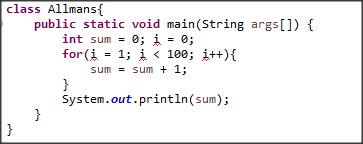 class Allmans{
public static void main(String args[]) {
int sum = 0; i = 0;
for(i = 1; i < 100; i++){
sum = sum + 1;
}
System.out.println(sum);
}
}